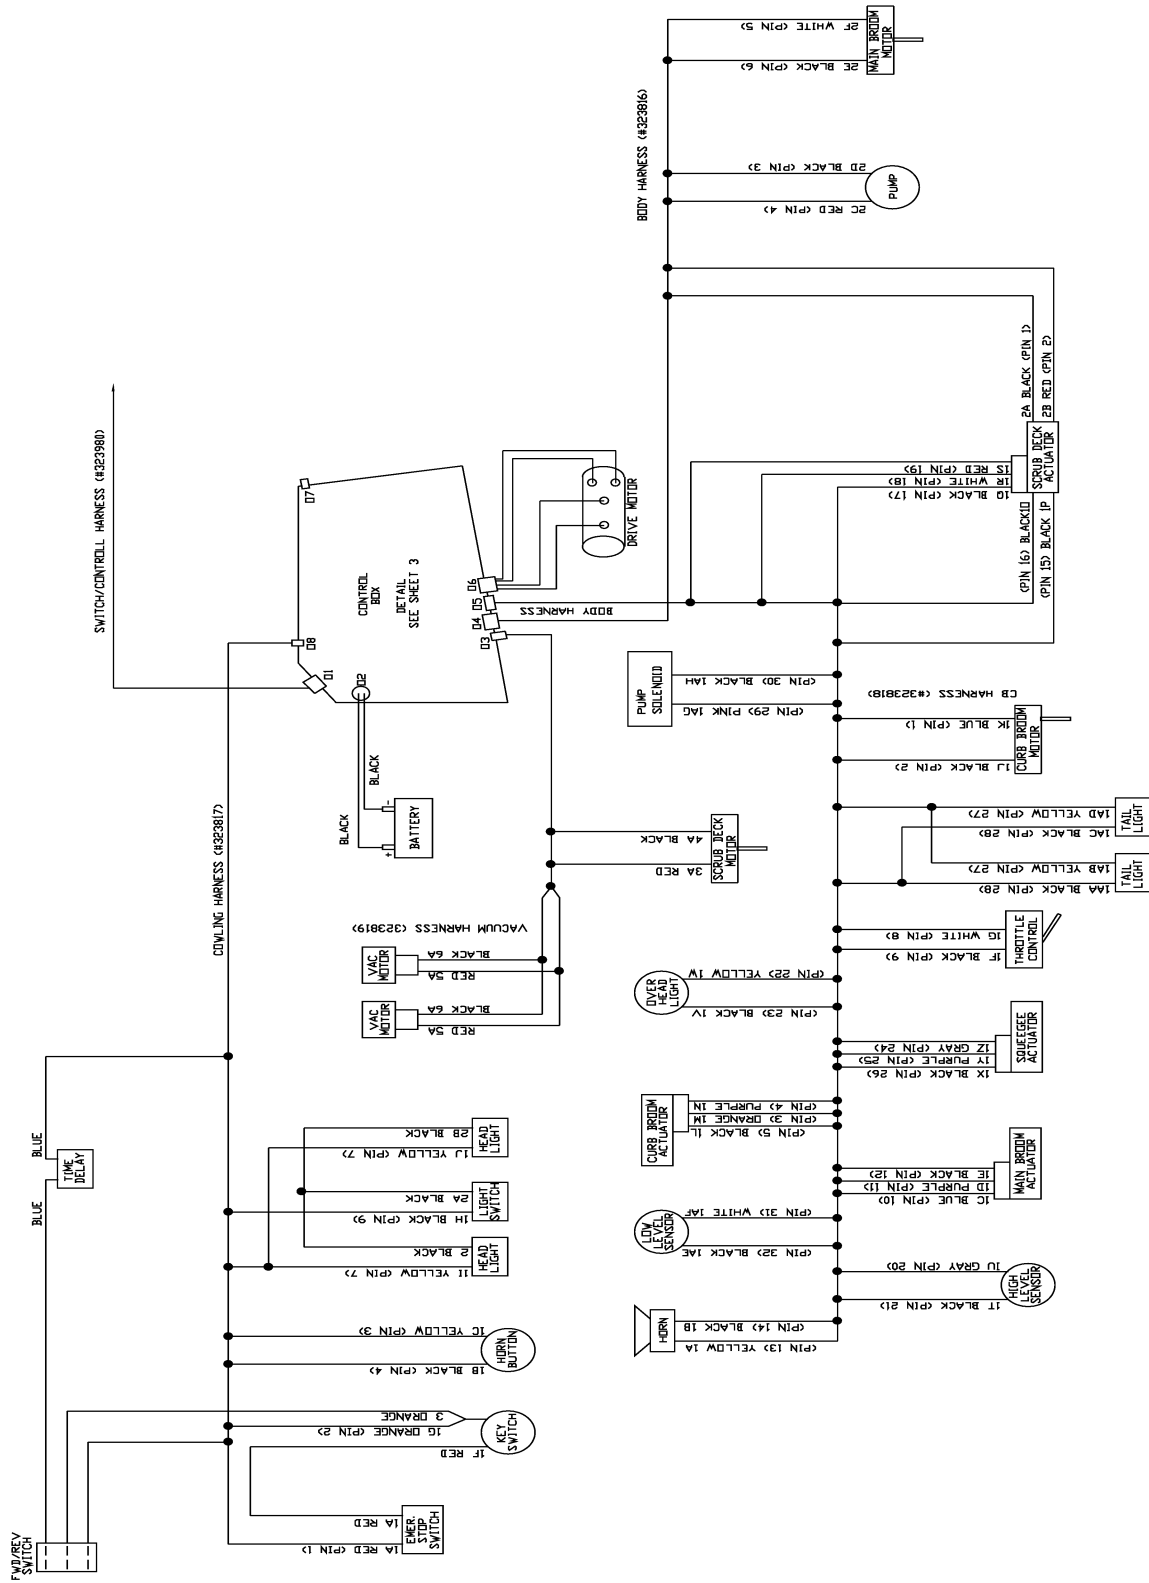 2F WHITE (PIN 5)
2E BLACK (PIN 6)
MAIN BROOM
MOTOR
BODY HARNESS (#323816)
2D BLACK (PIN 3)
2C RED (PIN 4)
PUMP
2A BLACK (PIN 1)
2B RED (PIN 2)
SWITCH/CONTROLL HARNESS (#323980)
07
CONTROL
BOX
DETAIL
SEE SHEET 3
DRIVE MOTOR
06
05
04
03
BODY HARNESS
08
01
02
1S RED (PIN 19)
1R WHITE (PIN 18)
1Q BLACK (PIN 17)
SCRUB DECK
ACTUATOR
(PIN 16) BLACK1O
(PIN 15) BLACK 1P
PUMP
SOLENOID
(PIN 30) BLACK 1AH
(PIN 29) PINK 1AG
CB HARNESS (#323818)
1K BLUE (PIN 1)
1J BLACK (PIN 2)
CURB BROOM
MOTOR
COWLING HARNESS (#323817)
BLACK
BLACK
- 
+
BATTERY
4A BLACK
3A RED
SCRUB DECK
MOTOR
1AD YELLOW (PIN 27)
1AC BLACK (PIN 28)
TAIL
LIGHT
1AB YELLOW (PIN 27)
1AA BLACK (PIN 28)
TAIL
LIGHT
VACUUM HARNESS (323819)
VAC
MOTOR
BLACK 6A
RED 5A
VAC
MOTOR
BLACK 6A
RED 5A
1G WHITE (PIN 8)
1F BLACK (PIN 9)
THROTTLE
CONTROL
OVER
HEAD
LIGHT
(PIN 22) YELLOW 1W
(PIN 23) BLACK 1V
1Z GRAY (PIN 24)
1Y PURPLE (PIN 25)
1X BLACK (PIN 26)
SQUEEGEE
ACTUATOR
BLUE
TIME
DELAY
BLUE
2B BLACK
1J YELLOW (PIN 7)
HEAD
LIGHT
2A BLACK
1H BLACK (PIN 9)
LIGHT
SWITCH
2 BLACK
1I YELLOW (PIN 7)
HEAD
LIGHT
CURB BROOM
ACTUATOR
(PIN 4) PURPLE 1N
(PIN 3) ORANGE 1M
(PIN 5) BLACK 1L
1E BLACK (PIN 12)
1D PURPLE (PIN 11)
1C BLUE (PIN 10)
MAIN BROOM
ACTUATOR
LOW
LEVEL
SENSOR
(PIN 31) WHITE 1AF
(PIN 32) BLACK 1AE
1U GRAY (PIN 20)
1T BLACK (PIN 21)
HIGH
LEVEL
SENSOR
HORN
(PIN 14) BLACK 1B
(PIN 13) YELLOW 1A
1C YELLOW (PIN 3)
1B BLACK (PIN 4)
HORN
BUTTON
3 ORANGE
1G ORANGE (PIN 2)
1F RED
KEY
SWITCH
1A RED
1A RED (PIN 1)
EMER.
STOP
SWITCH
FWD/REV
SWITCH